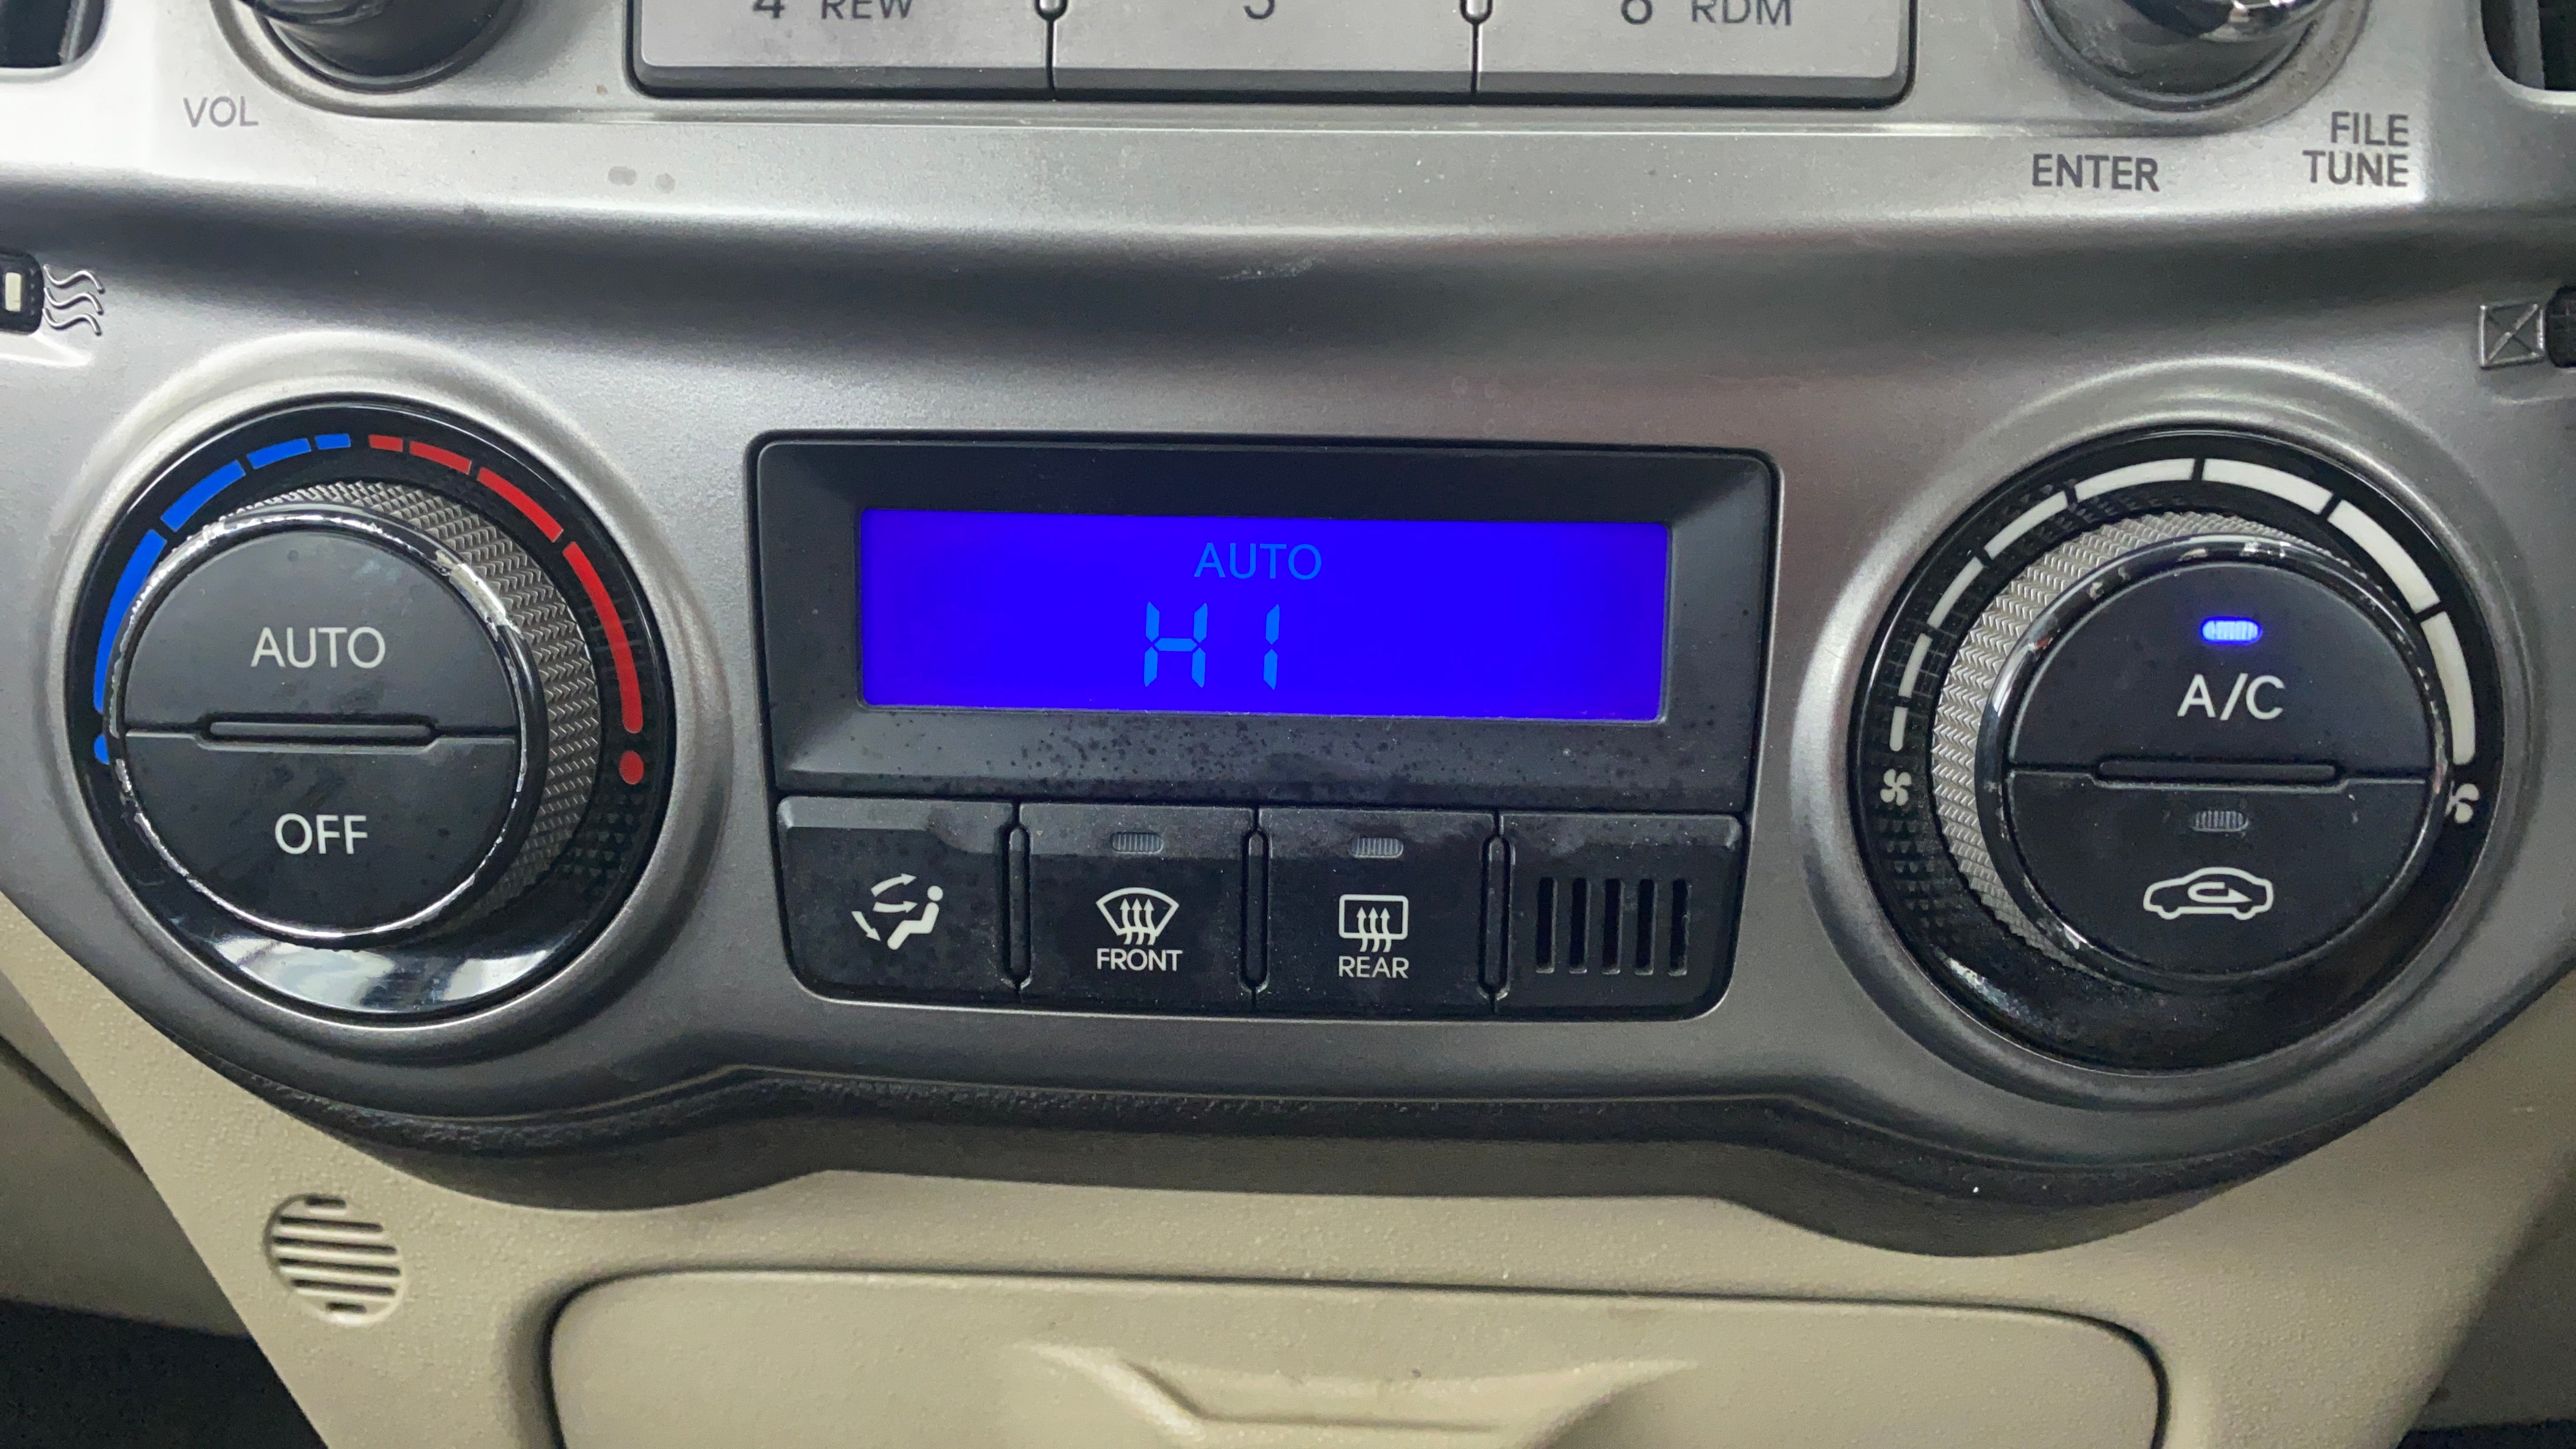 4 REW
5
6 RDM
VOL
FILE
TUNE
ENTER
AUTO
HI
AUTO
OFF
A/C
FRONT
REAR